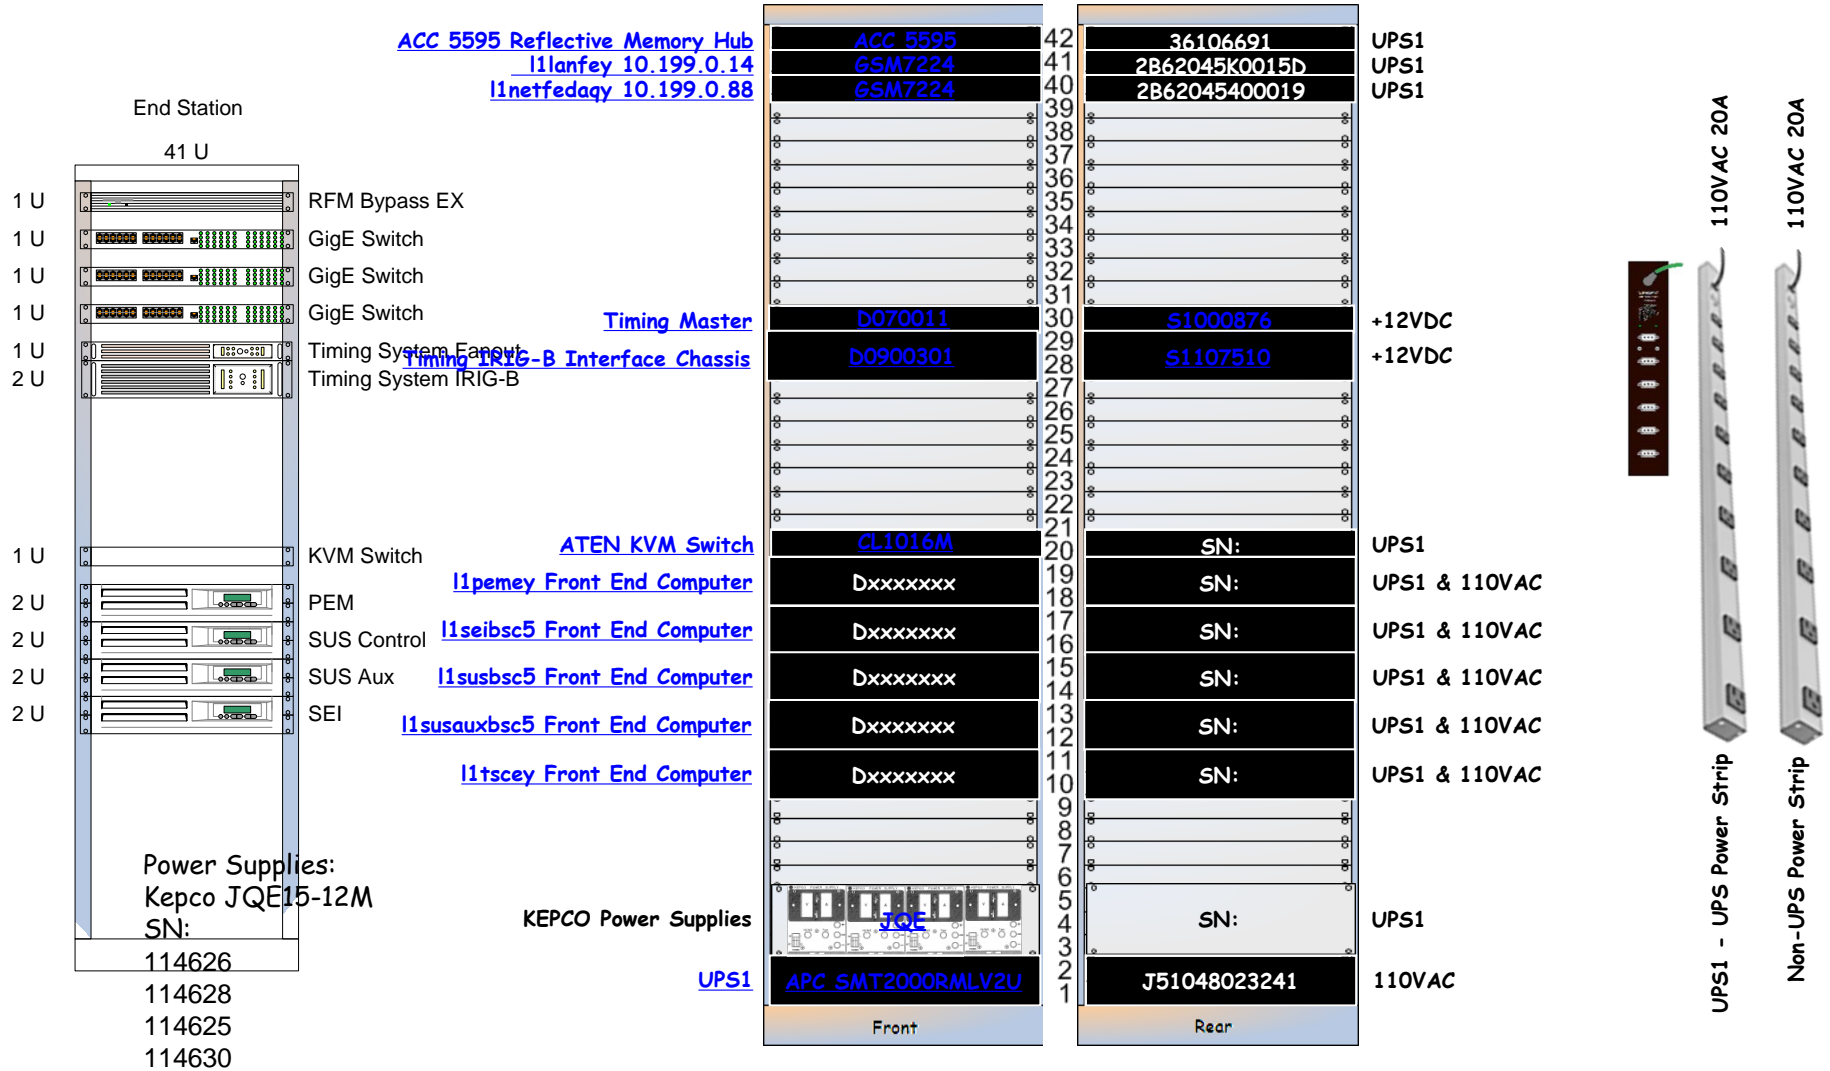 End Station
41 U
1 U RFM Bypass EX
1 U GigE Switch
1 U GigE Switch
1 U GigE Switch
1 U Timing System Fanout
2 U Timing System IRIG-B
1 U KVM Switch
2 U PEM
2 U SUS Control
2 U SUS Aux
2 U SEI
Power Supplies:
Kepco JQE15-12M
SN:
114626
114628
114625
114630
ACC 5595 Reflective Memory Hub ACC 5595 42 36106691 UPS1
l1lanfey 10.199.0.14 GSM7224 41 2B62045K0015D UPS1
l1netfedaqy 10.199.0.88 GSM7224 40 2B62045400019 UPS1
39
38
37
36
35
34
33
32
31
Timing Master D070011 30 S1000876 +12VDC
29
Timing IRIG-B Interface Chassis D0900301 28 S1107510 +12VDC
27
26
25
24
23
22
21
ATEN KVM Switch CL1016M 20 SN: UPS1
19
l1pemey Front End Computer Dxxxxxxx 18 SN: UPS1 & 110VAC
17
l1seibsc5 Front End Computer Dxxxxxxx 16 SN: UPS1 & 110VAC
15
l1susbsc5 Front End Computer Dxxxxxxx 14 SN: UPS1 & 110VAC
13
l1susauxbsc5 Front End Computer Dxxxxxxx 12 SN: UPS1 & 110VAC
11
l1tscey Front End Computer Dxxxxxxx 10 SN: UPS1 & 110VAC
9
8
7
6
5
KEPCO Power Supplies JQE 4 SN: UPS1
3
2
UPS1 APC SMT2000RMLV2U 1 J51048023241 110VAC
Front Rear
110VAC 20A
110VAC 20A
UPS1 - UPS Power Strip
Non-UPS Power Strip